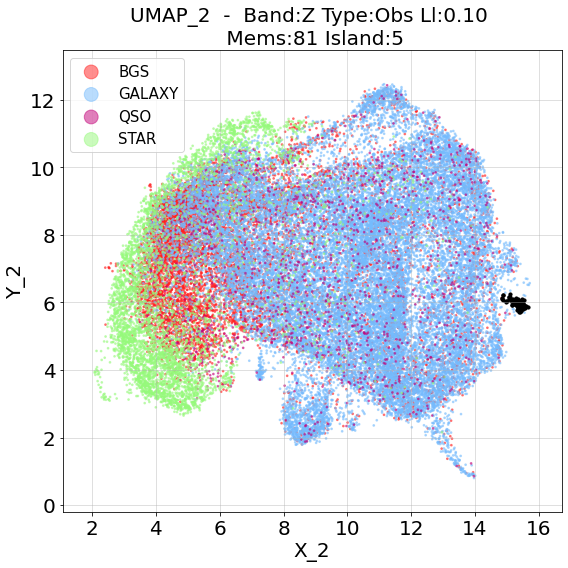 UMAP_2 - Band:Z Type:Obs Ll:0.10
Mems:81 Island:5
BGS
GALAXY
QSO
STAR
12
10
8
6
4
2
0
Y_2
2 4 6 8 10 12 14 16
X_2